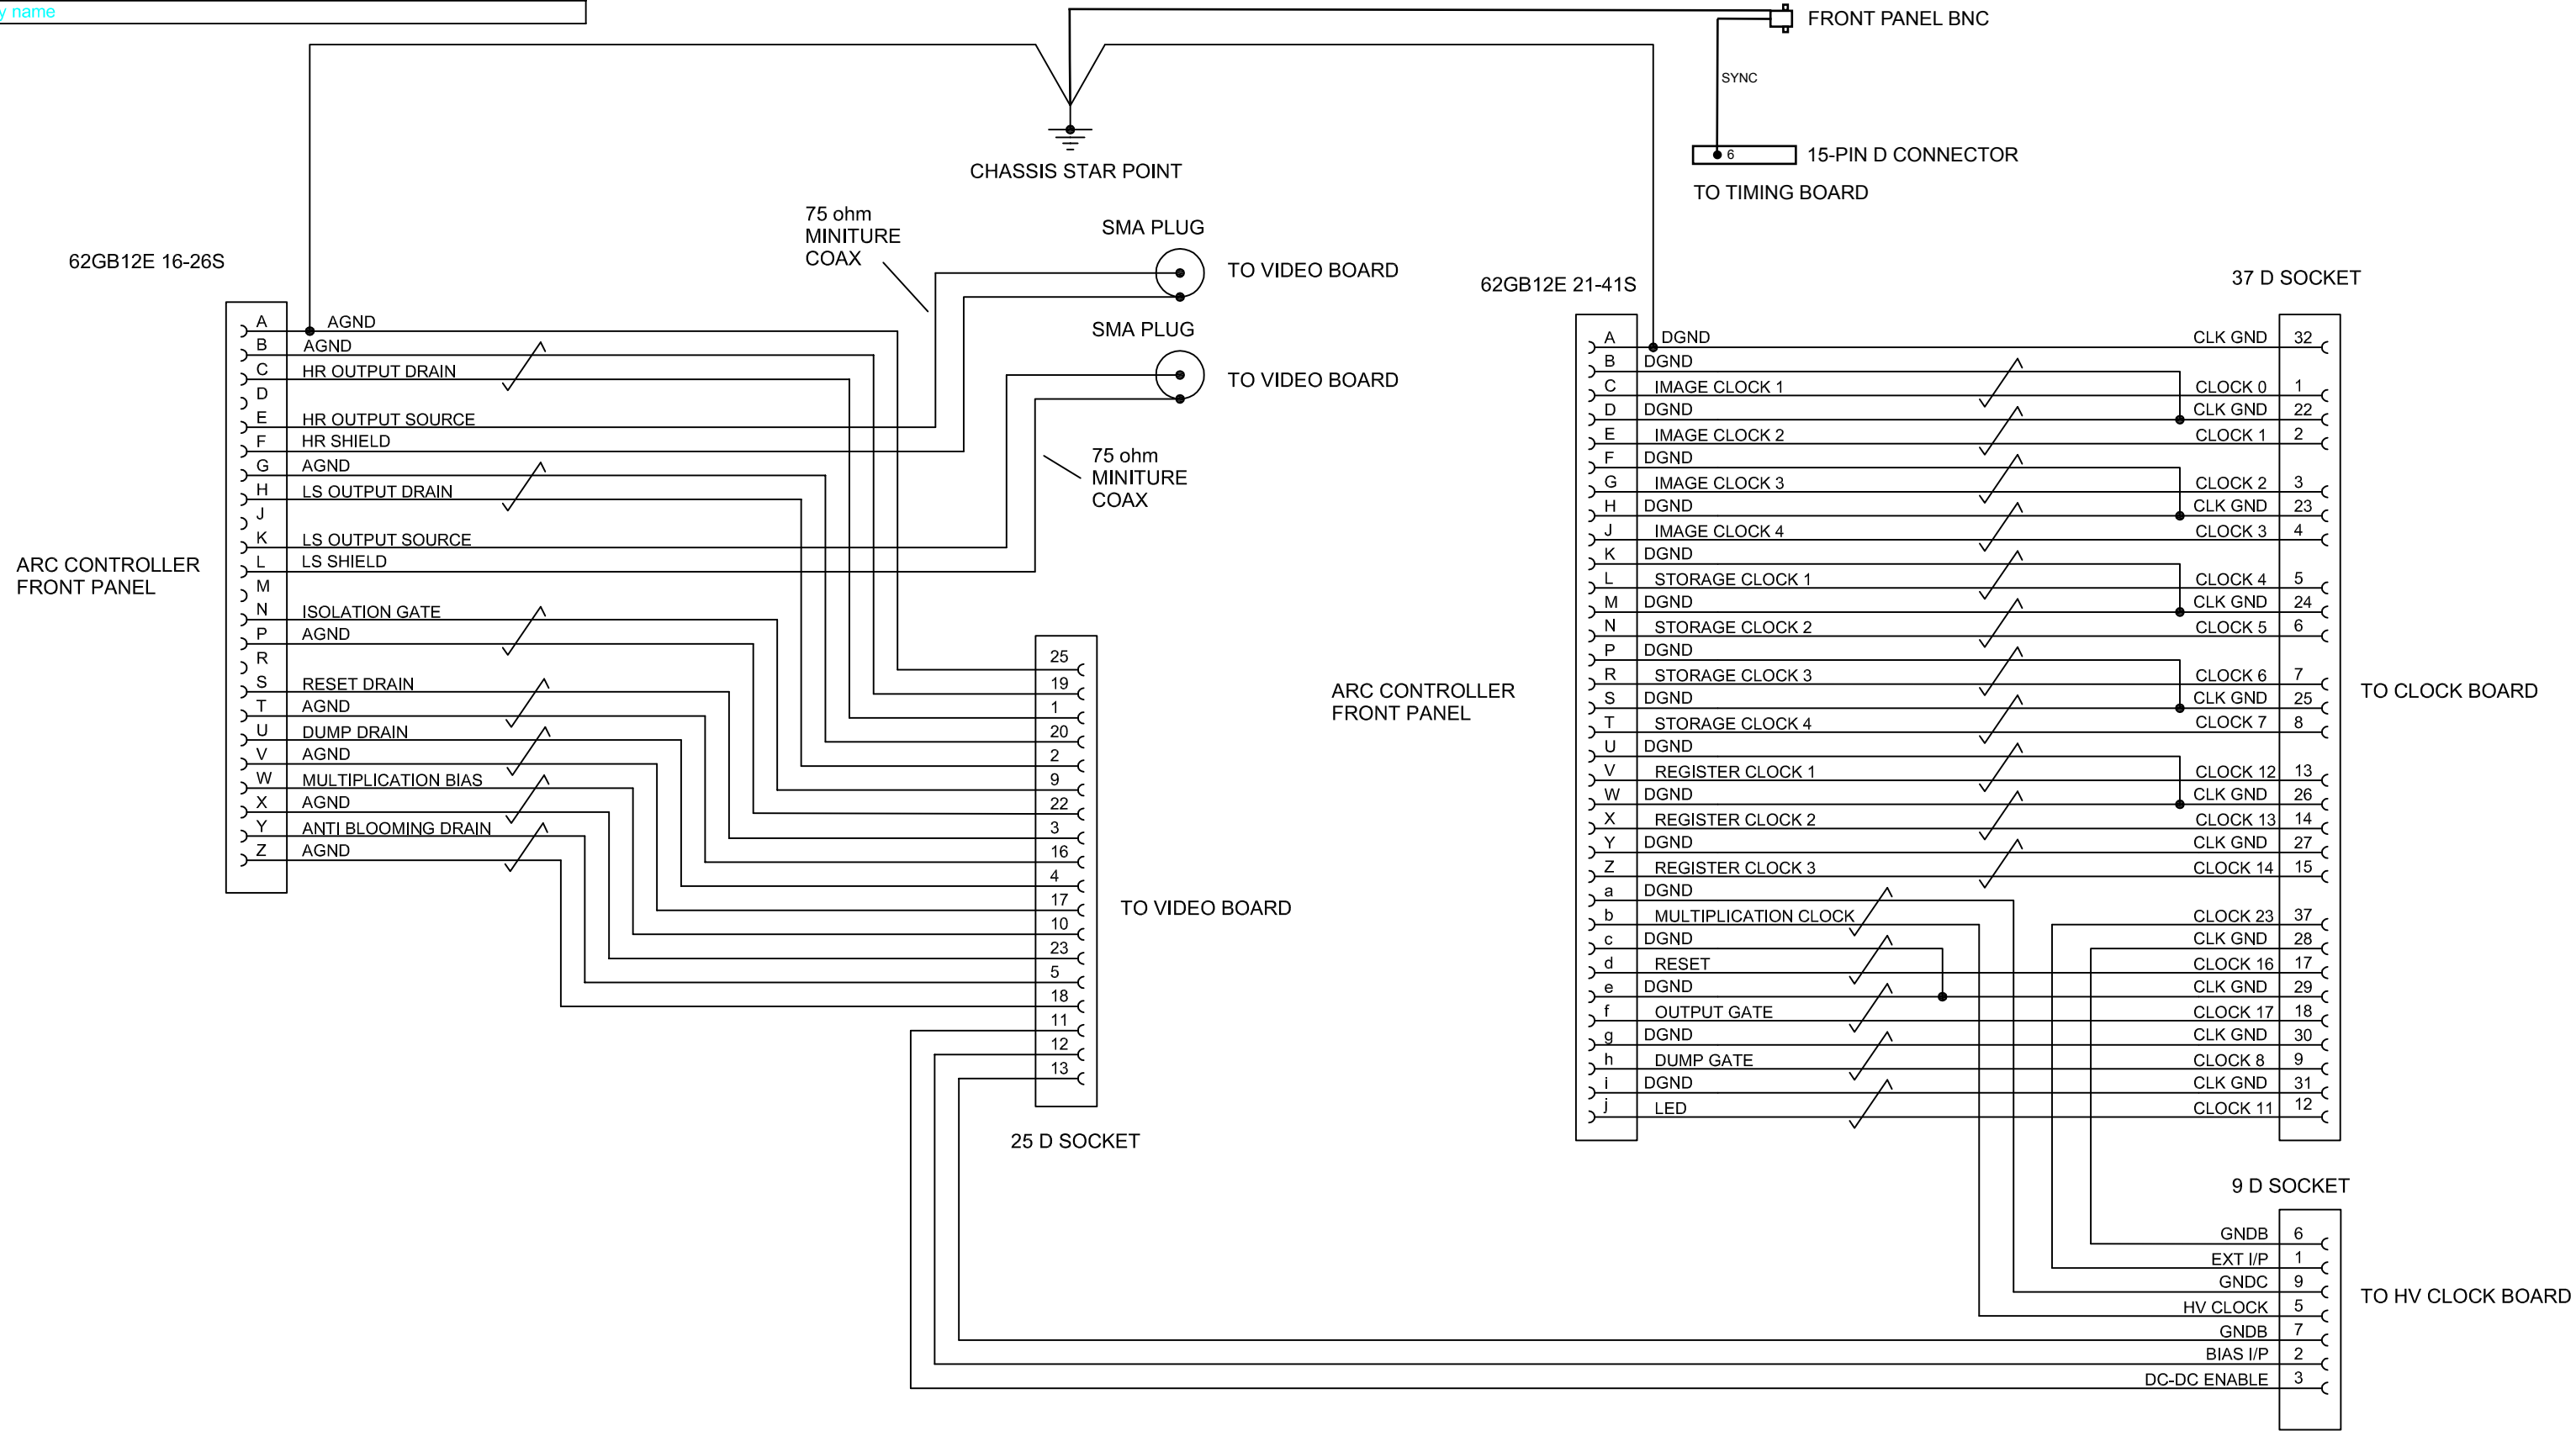 y name
FRONT PANEL BNC
SYNC
6
15-PIN D CONNECTOR
TO TIMING BOARD
CHASSIS STAR POINT
75 ohm
MINITURE
COAX
SMA PLUG
TO VIDEO BOARD
SMA PLUG
TO VIDEO BOARD
75 ohm
MINITURE
COAX
62GB12E 16-26S
ARC CONTROLLER
FRONT PANEL
A AGND
B AGND
C HR OUTPUT DRAIN
D
E HR OUTPUT SOURCE
F HR SHIELD
G AGND
H LS OUTPUT DRAIN
J
K LS OUTPUT SOURCE
L LS SHIELD
M
N ISOLATION GATE
P AGND
R
S RESET DRAIN
T AGND
U DUMP DRAIN
V AGND
W MULTIPLICATION BIAS
X AGND
Y ANTI BLOOMING DRAIN
Z AGND
25
19
1
20
2
9
22
3
16
4
17
10
23
5
18
11
12
13
TO VIDEO BOARD
25 D SOCKET
62GB12E 21-41S
37 D SOCKET
ARC CONTROLLER
FRONT PANEL
A DGND CLK GND 32
B DGND
C IMAGE CLOCK 1 CLOCK 0 1
D DGND CLK GND 22
E IMAGE CLOCK 2 CLOCK 1 2
F DGND
G IMAGE CLOCK 3 CLOCK 2 3
H DGND CLK GND 23
J IMAGE CLOCK 4 CLOCK 3 4
K DGND
L STORAGE CLOCK 1 CLOCK 4 5
M DGND CLK GND 24
N STORAGE CLOCK 2 CLOCK 5 6
P DGND
R STORAGE CLOCK 3 CLOCK 6 7
S DGND CLK GND 25
T STORAGE CLOCK 4 CLOCK 7 8
U DGND
V REGISTER CLOCK 1 CLOCK 12 13
W DGND CLK GND 26
X REGISTER CLOCK 2 CLOCK 13 14
Y DGND CLK GND 27
Z REGISTER CLOCK 3 CLOCK 14 15
a DGND
b MULTIPLICATION CLOCK CLOCK 23 37
c DGND CLK GND 28
d RESET CLOCK 16 17
e DGND CLK GND 29
f OUTPUT GATE CLOCK 17 18
g DGND CLK GND 30
h DUMP GATE CLOCK 8 9
i DGND CLK GND 31
j LED CLOCK 11 12
TO CLOCK BOARD
9 D SOCKET
GNDB 6
EXT I/P 1
GNDC 9
HV CLOCK 5
GNDB 7
BIAS I/P 2
DC-DC ENABLE 3
TO HV CLOCK BOARD